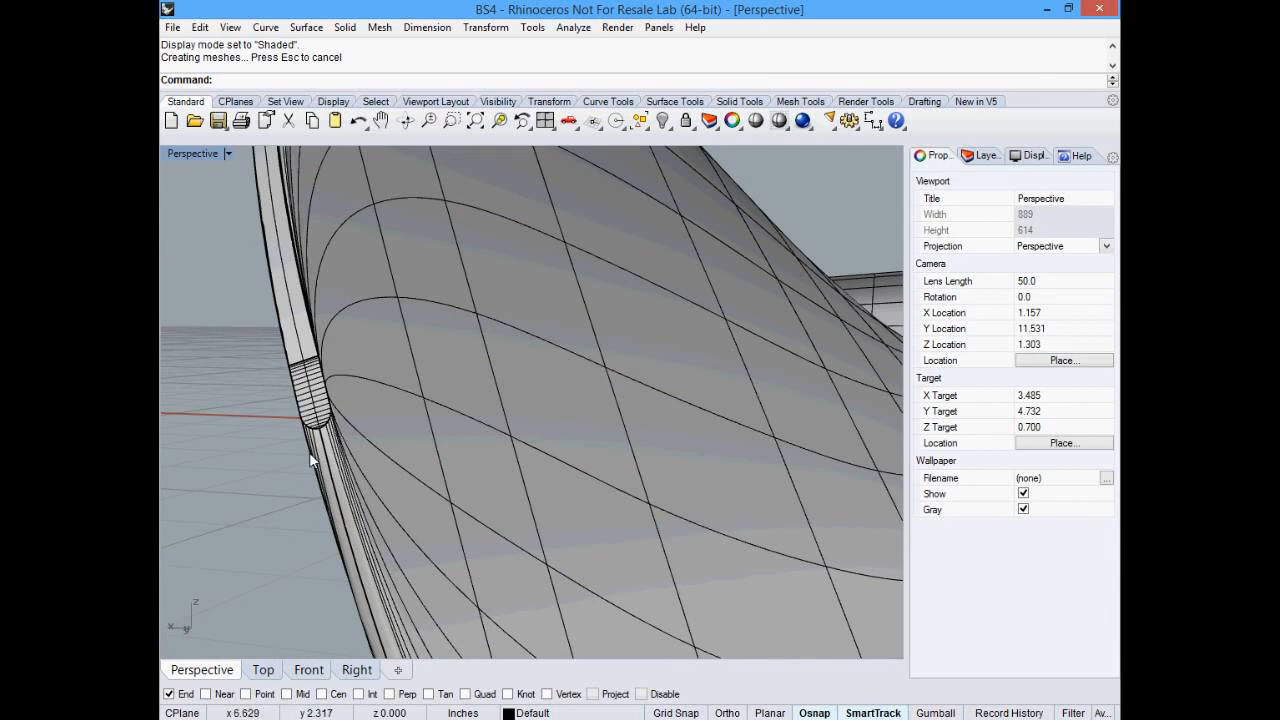 BS4 - Rhinoceros Not For Resale Lab (64-bit) - [Perspective]
File Edit View Curve Surface Solid Mesh Dimension Transform Tools Analyze Render Panels Help
Display mode set to "Shaded".
Creating meshes... Press Esc to cancel
Command:
Standard CPlanes Set View Display Select Viewport Layout Visibility Transform Curve Tools Surface Tools Solid Tools Mesh Tools Render Tools Drafting New in V5
Perspective
Prop... Laye... Displ... Help
Viewport
Title Perspective
Width 889
Height 614
Projection Perspective
Camera
Lens Length 50.0
Rotation 0.0
X Location 1.157
Y Location 11.531
Z Location 1.303
Location Place...
Target
X Target 3.485
Y Target 4.732
Z Target 0.700
Location Place...
Wallpaper
Filename (none) ...
Show
Gray
z
x y
Perspective Top Front Right
End Near Point Mid Cen Int Perp Tan Quad Knot Vertex Project Disable
CPlane x 6.629 y 2.317 z 0.000 Inches Default Grid Snap Ortho Planar Osnap SmartTrack Gumball Record History Filter Av...